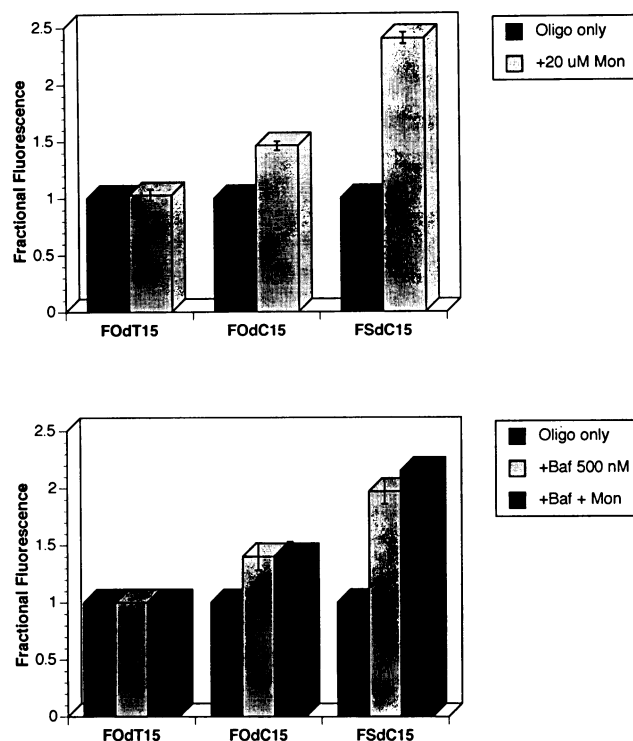 2.5
2
1.5
1
0.5
0
Fractional Fluorescence
FOdT15
FOdC15
FSdC15
Oligo only
+20 uM Mon
2.5
2
1.5
1
0.5
0
Fractional Fluorescence
FOdT15
FOdC15
FSdC15
Oligo only
+Baf 500 nM
+Baf + Mon